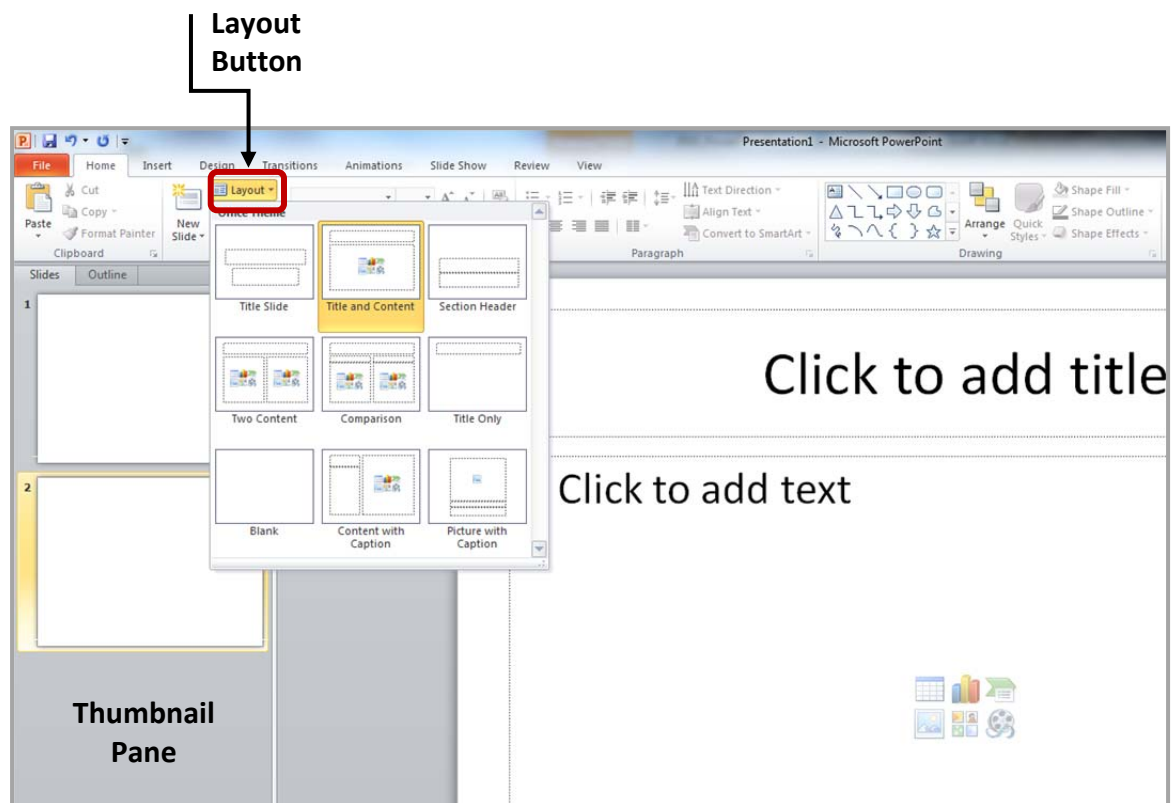 Layout
Button
Presentation1 - Microsoft PowerPoint
File Home Insert Design Transitions Animations Slide Show Review View
Cut
Copy
Format Painter
Paste
Clipboard
New
Slide
Layout
Text Direction
Align Text
Convert to SmartArt
Paragraph
Arrange
Quick
Styles
Shape Fill
Shape Outline
Shape Effects
Drawing
Slides Outline
Office Theme
Title Slide Title and Content Section Header
Two Content Comparison Title Only
Blank Content with
Caption Picture with
Caption
1
2
Click to add title
Click to add text
Thumbnail
Pane